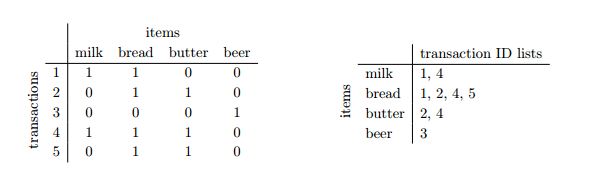 items
milk bread butter beer
transactions
1 1 1 0 0
2 0 1 1 0
3 0 0 0 1
4 1 1 1 0
5 0 1 1 0
transaction ID lists
items
milk 1, 4
bread 1, 2, 4, 5
butter 2, 4
beer 3